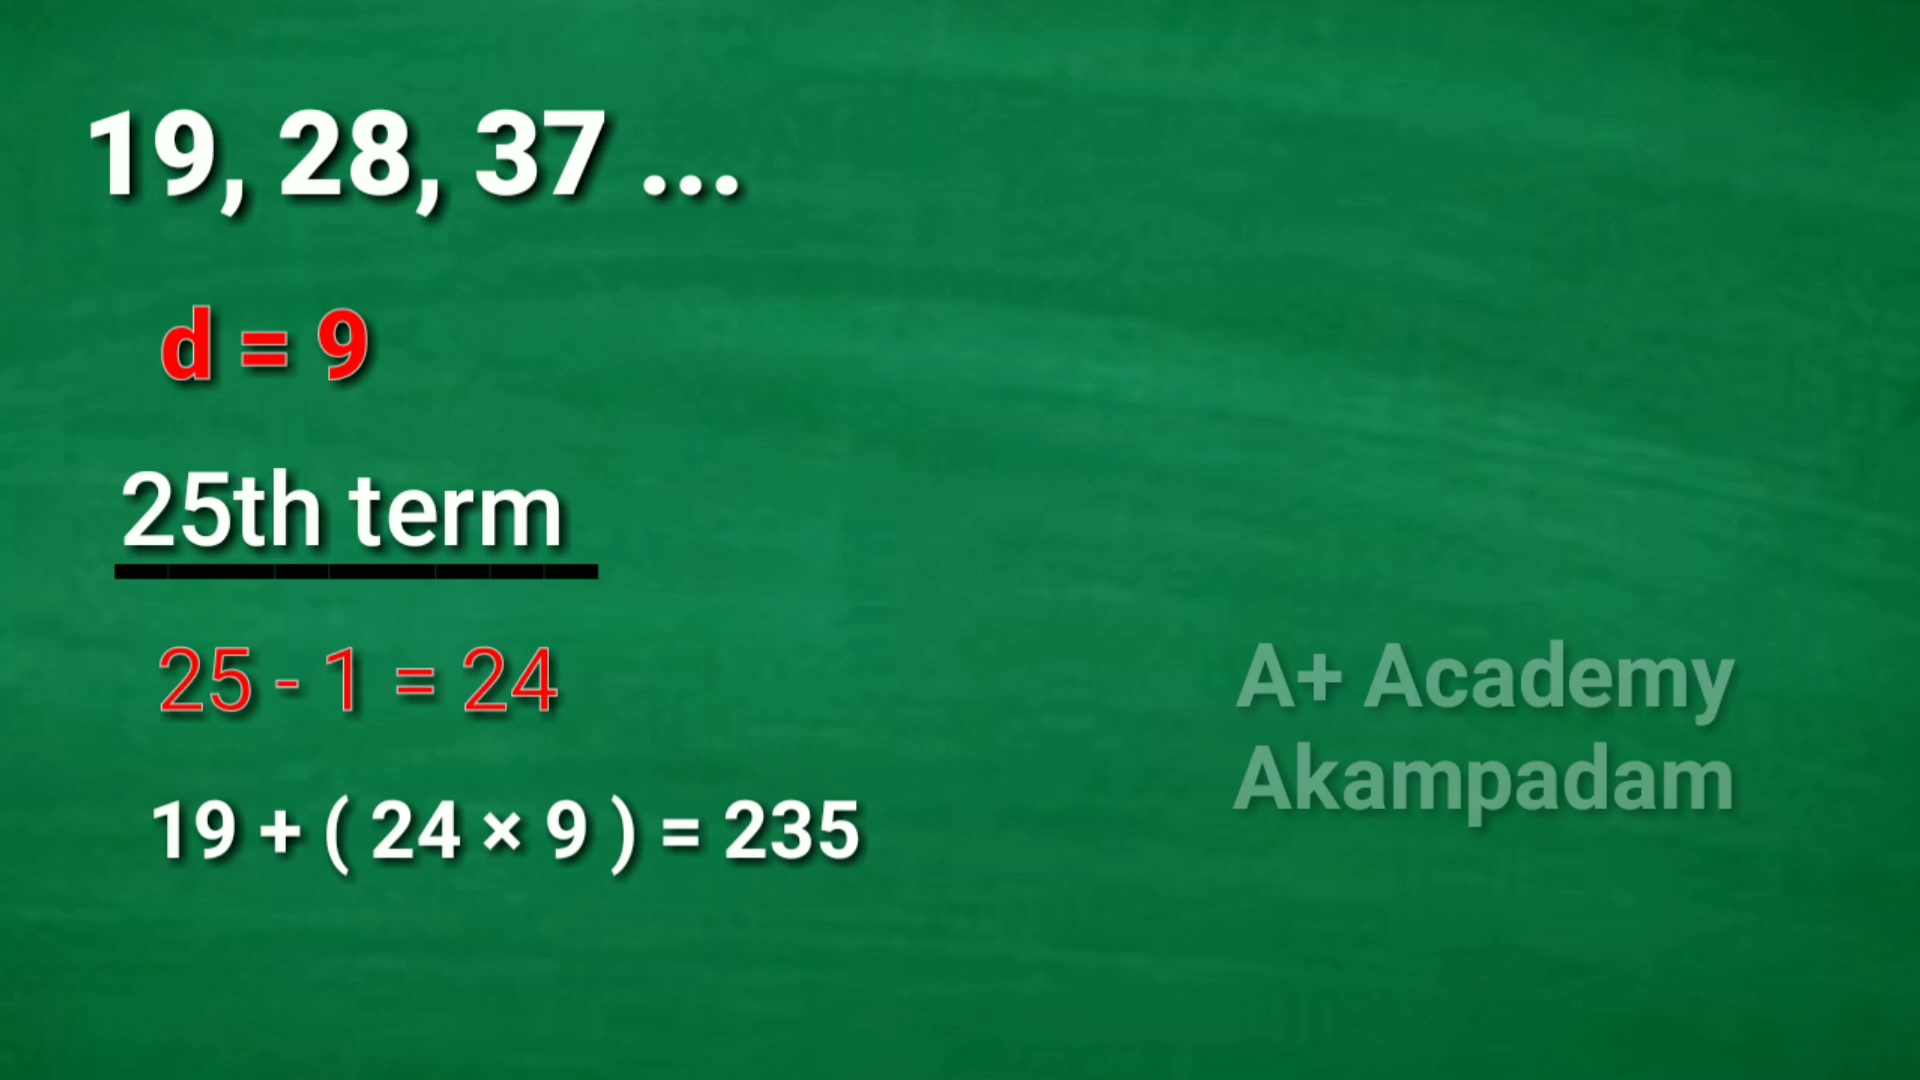 19, 28, 37 ...
d = 9
25th term
25 - 1 = 24
19 + ( 24 × 9 ) = 235
A+ Academy
Akampadam